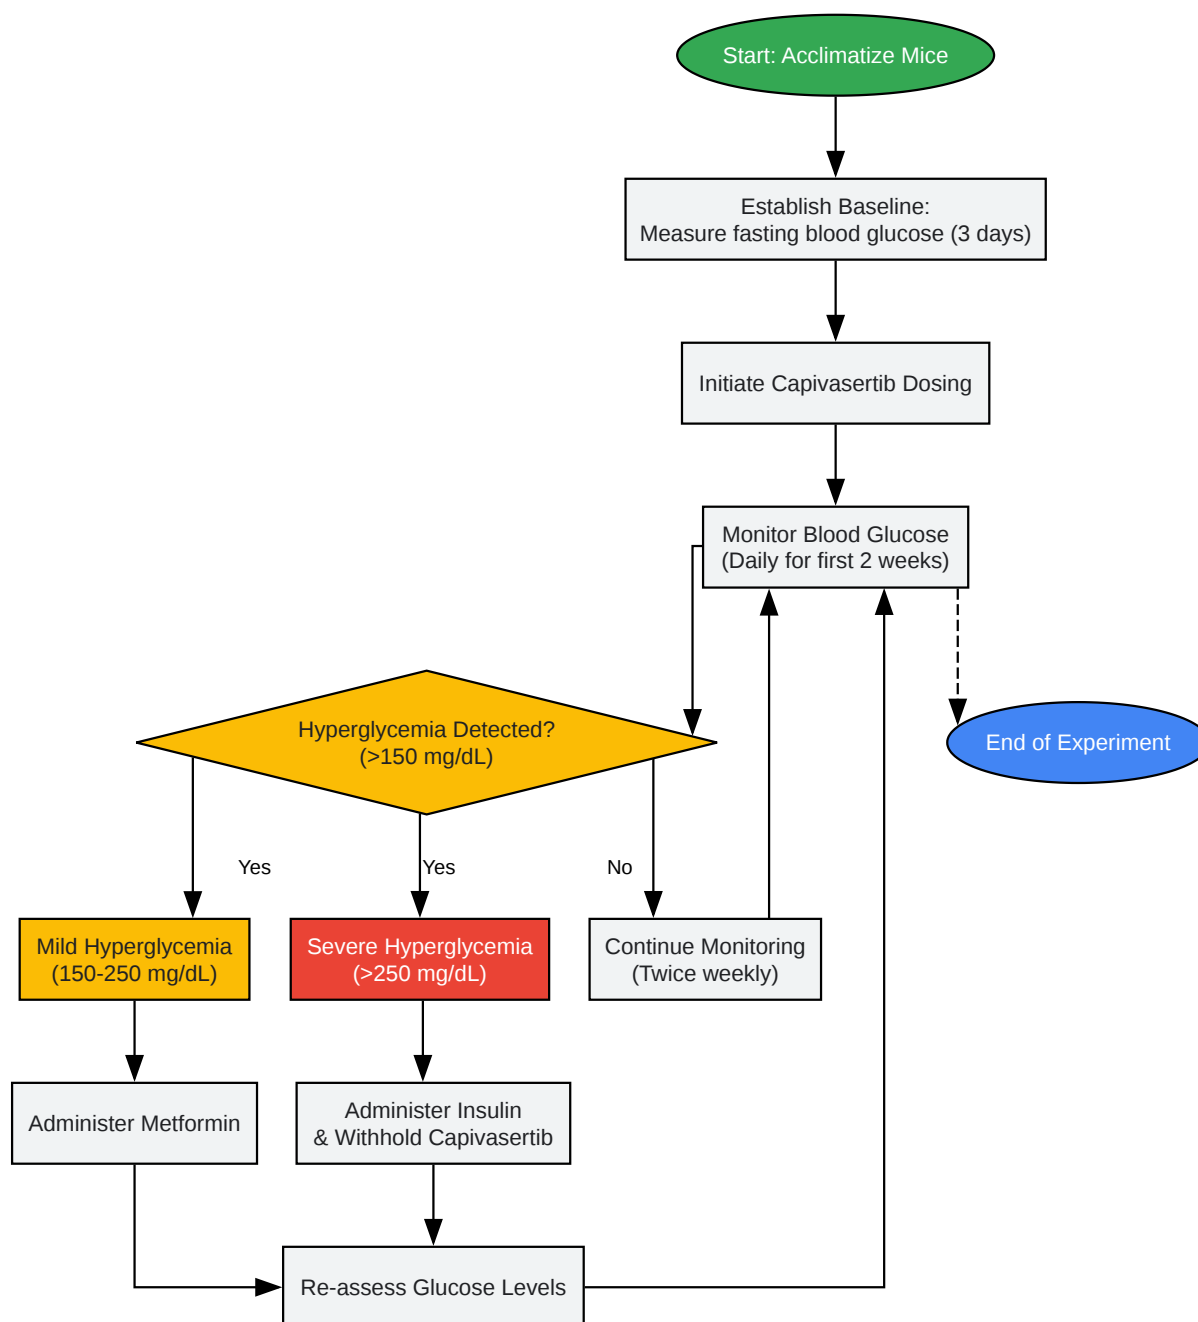 Start: Acclimatize Mice
Establish Baseline:
Measure fasting blood glucose (3 days)
Initiate Capivasertib Dosing
Monitor Blood Glucose
(Daily for first 2 weeks)
Hyperglycemia Detected?
(>150 mg/dL)
End of Experiment
Yes
Yes
No
Mild Hyperglycemia
(150-250 mg/dL)
Severe Hyperglycemia
(>250 mg/dL)
Continue Monitoring
(Twice weekly)
Administer Metformin
Administer Insulin
& Withhold Capivasertib
Re-assess Glucose Levels